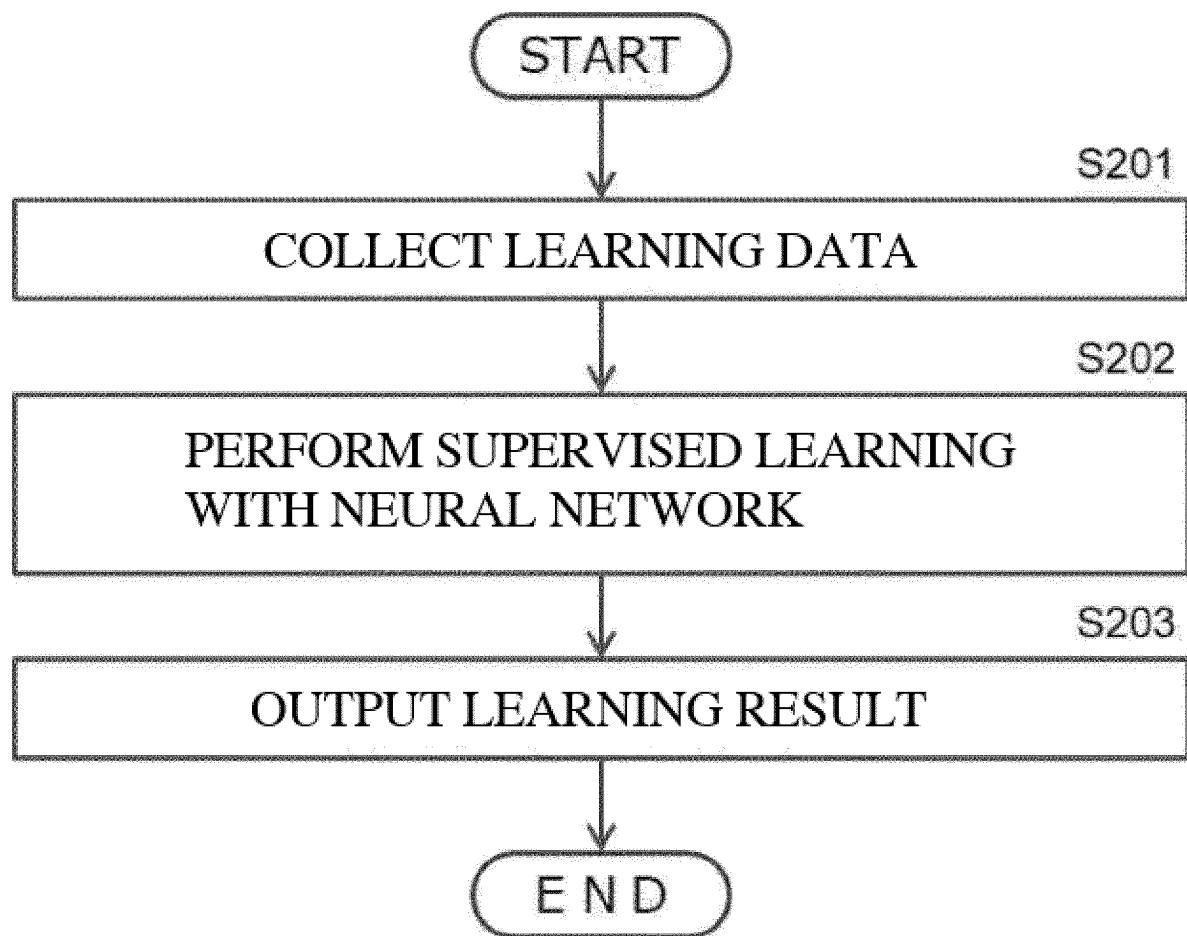 START
S201
COLLECT LEARNING DATA
S202
PERFORM SUPERVISED LEARNING
WITH NEURAL NETWORK
S203
OUTPUT LEARNING RESULT
END